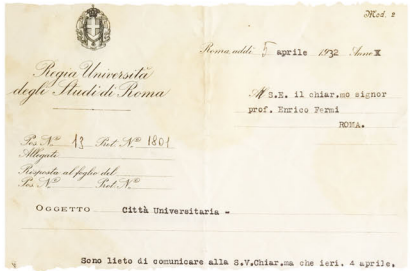 Mod. 2
Roma addì 5 aprile 1932 Anno X
Regia Università
degli Studi di Roma
Al S.E. il chiar.mo signor
prof. Enrico Fermi
ROMA.
Pos. N.º 13 Prot. N.º 1801
Allegati
Risposta al foglio del
Pos. N.º Prot. N.º
OGGETTO Città Universitaria -
Sono lieto di comunicare alla S.V.Chiar.ma che ieri. 4 aprile.